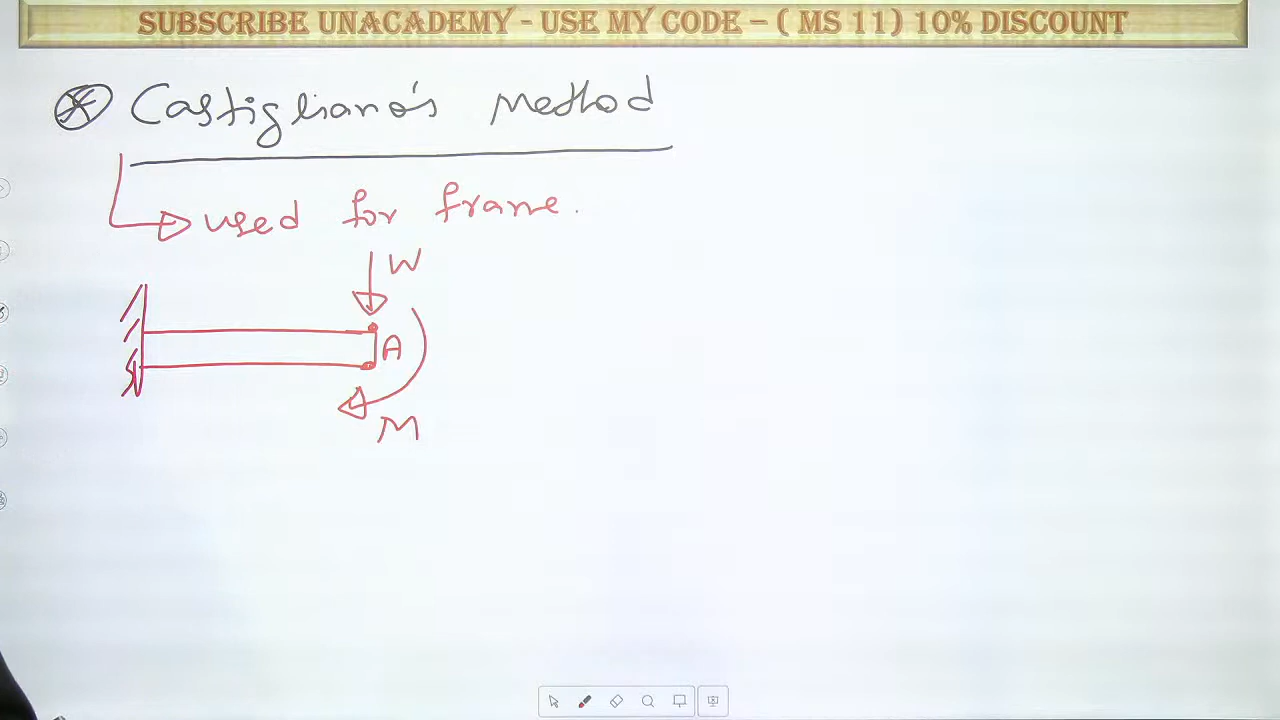 SUBSCRIBE UNACADEMY - USE MY CODE – ( MS 11) 10% DISCOUNT
Castigliano's Method
used for frame.
W
A
M